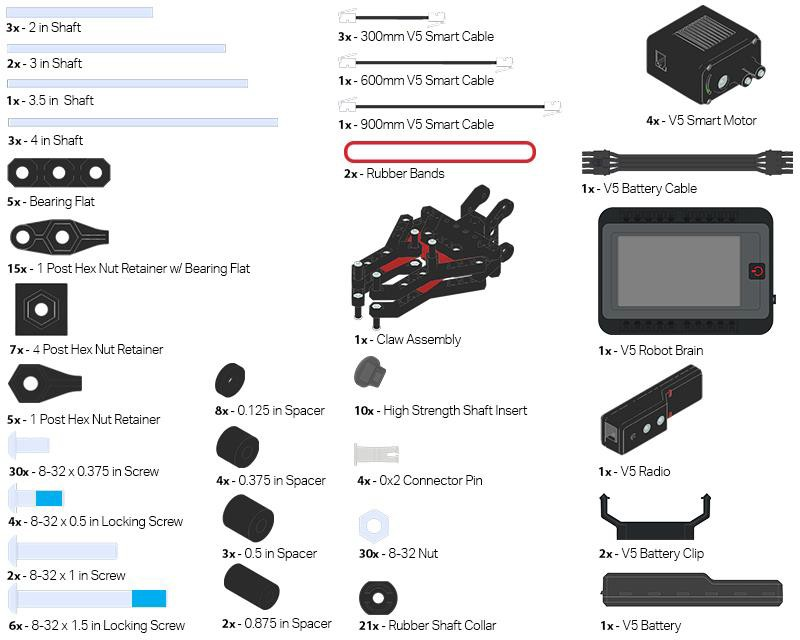 3x - 2 in Shaft
2x - 3 in Shaft
1x - 3.5 in Shaft
3x - 4 in Shaft
5x - Bearing Flat
15x - 1 Post Hex Nut Retainer w/ Bearing Flat
7x - 4 Post Hex Nut Retainer
5x - 1 Post Hex Nut Retainer
30x - 8-32 x 0.375 in Screw
4x - 8-32 x 0.5 in Locking Screw
2x - 8-32 x 1 in Screw
6x - 8-32 x 1.5 in Locking Screw
8x - 0.125 in Spacer
4x - 0.375 in Spacer
3x - 0.5 in Spacer
2x - 0.875 in Spacer
3x - 300mm V5 Smart Cable
1x - 600mm V5 Smart Cable
1x - 900mm V5 Smart Cable
2x - Rubber Bands
1x - Claw Assembly
10x - High Strength Shaft Insert
4x - 0x2 Connector Pin
30x - 8-32 Nut
21x - Rubber Shaft Collar
4x - V5 Smart Motor
1x - V5 Battery Cable
1x - V5 Robot Brain
1x - V5 Radio
2x - V5 Battery Clip
1x - V5 Battery